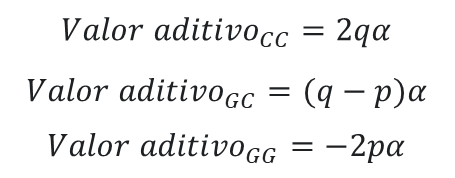 Valor aditivo_CC = 2qα
Valor aditivo_GC = (q − p)α
Valor aditivo_GG = −2pα